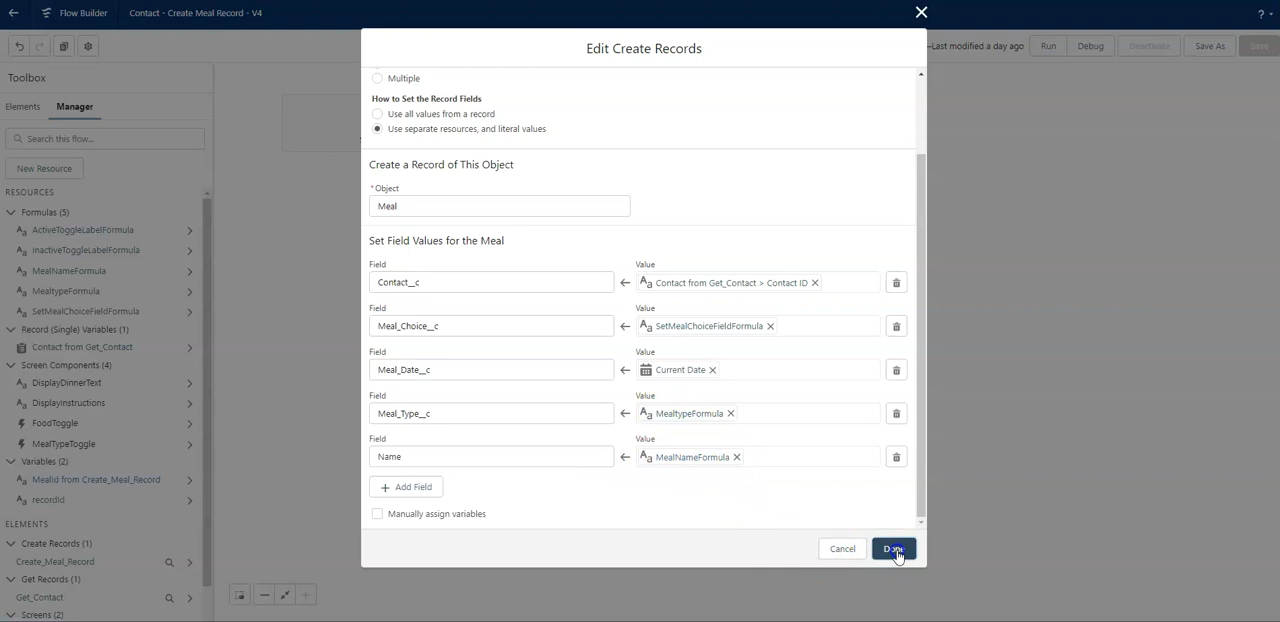 Flow Builder
Contact - Create Meal Record - V4
?
Edit Create Records
—Last modified a day ago
Run
Debug
Deactivate
Save As
Save
Toolbox
Elements
Manager
Search this flow...
New Resource
RESOURCES
Formulas (5)
ActiveToggleLabelFormula
InactiveToggleLabelFormula
MealNameFormula
MealtypeFormula
SetMealChoiceFieldFormula
Record (Single) Variables (1)
Contact from Get_Contact
Screen Components (4)
DisplayDinnerText
DisplayInstructions
FoodToggle
MealTypeToggle
Variables (2)
MealId from Create_Meal_Record
recordId
ELEMENTS
Create Records (1)
Create_Meal_Record
Get Records (1)
Get_Contact
Screens (2)
Multiple
How to Set the Record Fields
Use all values from a record
Use separate resources, and literal values
Create a Record of This Object
*Object
Meal
Set Field Values for the Meal
Field
Value
Contact__c
Aa Contact from Get_Contact > Contact ID
Field
Value
Meal_Choice__c
Aa SetMealChoiceFieldFormula
Field
Value
Meal_Date__c
Current Date
Field
Value
Meal_Type__c
Aa MealtypeFormula
Field
Value
Name
Aa MealNameFormula
+ Add Field
Manually assign variables
Cancel
Done